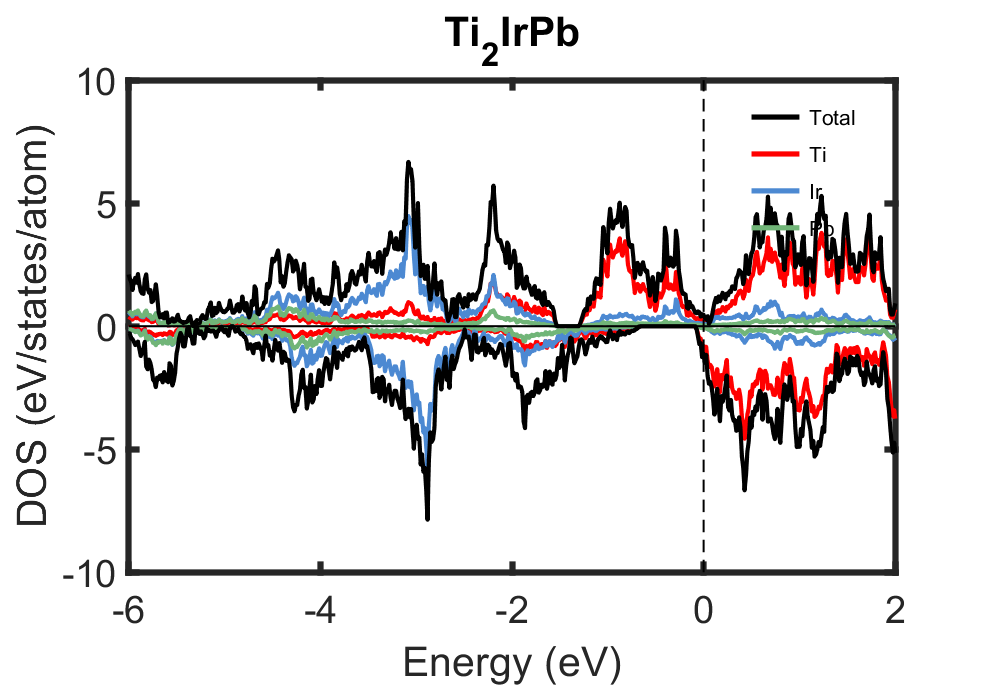 Ti2IrPb
10
5
0
-5
-10
DOS (eV/states/atom)
Total
Ti
Ir
Pb
-6
-4
-2
0
2
Energy (eV)